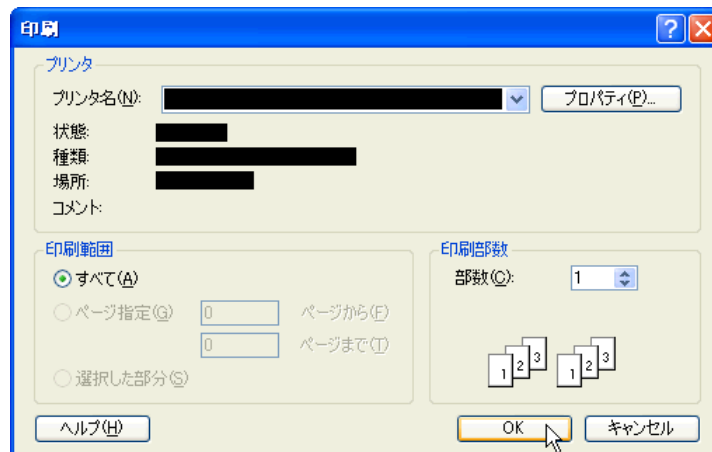 印刷
プリンタ
プリンタ名(N):
プロパティ(P)...
状態:
種類:
場所:
コメント:
印刷範囲
すべて(A)
ページ指定(G) 0 ページから(F)
0 ページまで(T)
選択した部分(S)
印刷部数
部数(C): 1
1 2 3 1 2 3
ヘルプ(H)
OK
キャンセル